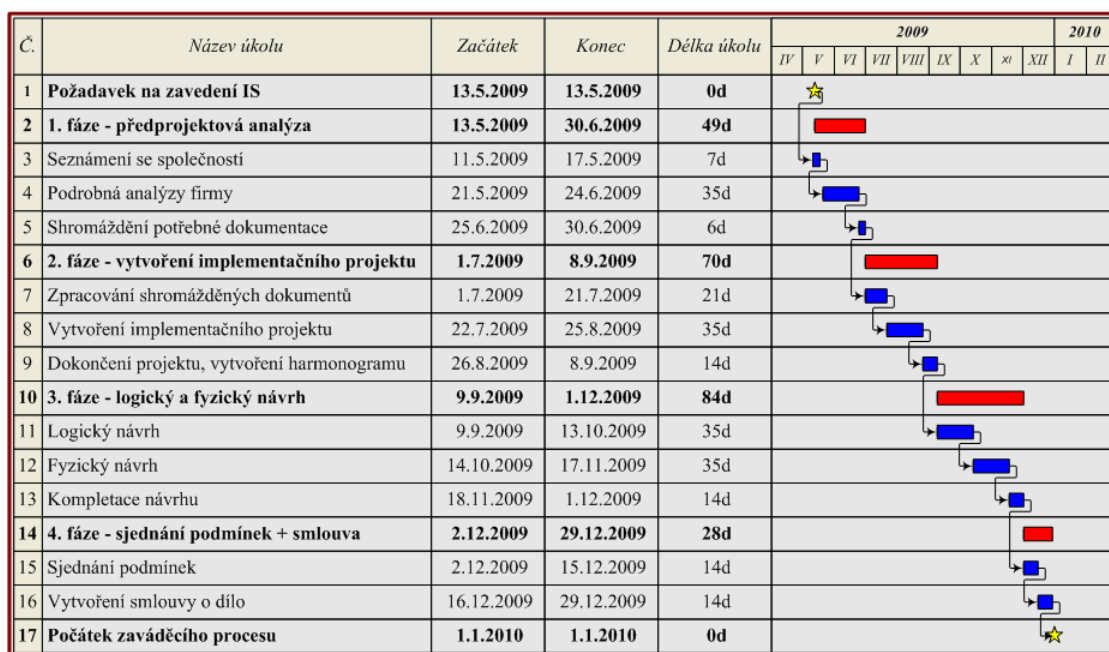 Č. Název úkolu Začátek Konec Délka úkolu 2009 2010
IV V VI VII VIII IX X XI XII I II
1 Požadavek na zavedení IS 13.5.2009 13.5.2009 0d
2 1. fáze - předprojektová analýza 13.5.2009 30.6.2009 49d
3 Seznámení se společností 11.5.2009 17.5.2009 7d
4 Podrobná analýzy firmy 21.5.2009 24.6.2009 35d
5 Shromáždění potřebné dokumentace 25.6.2009 30.6.2009 6d
6 2. fáze - vytvoření implementačního projektu 1.7.2009 8.9.2009 70d
7 Zpracování shromážděných dokumentů 1.7.2009 21.7.2009 21d
8 Vytvoření implementačního projektu 22.7.2009 25.8.2009 35d
9 Dokončení projektu, vytvoření harmonogramu 26.8.2009 8.9.2009 14d
10 3. fáze - logický a fyzický návrh 9.9.2009 1.12.2009 84d
11 Logický návrh 9.9.2009 13.10.2009 35d
12 Fyzický návrh 14.10.2009 17.11.2009 35d
13 Kompletace návrhu 18.11.2009 1.12.2009 14d
14 4. fáze - sjednání podmínek + smlouva 2.12.2009 29.12.2009 28d
15 Sjednání podmínek 2.12.2009 15.12.2009 14d
16 Vytvoření smlouvy o dílo 16.12.2009 29.12.2009 14d
17 Počátek zaváděcího procesu 1.1.2010 1.1.2010 0d